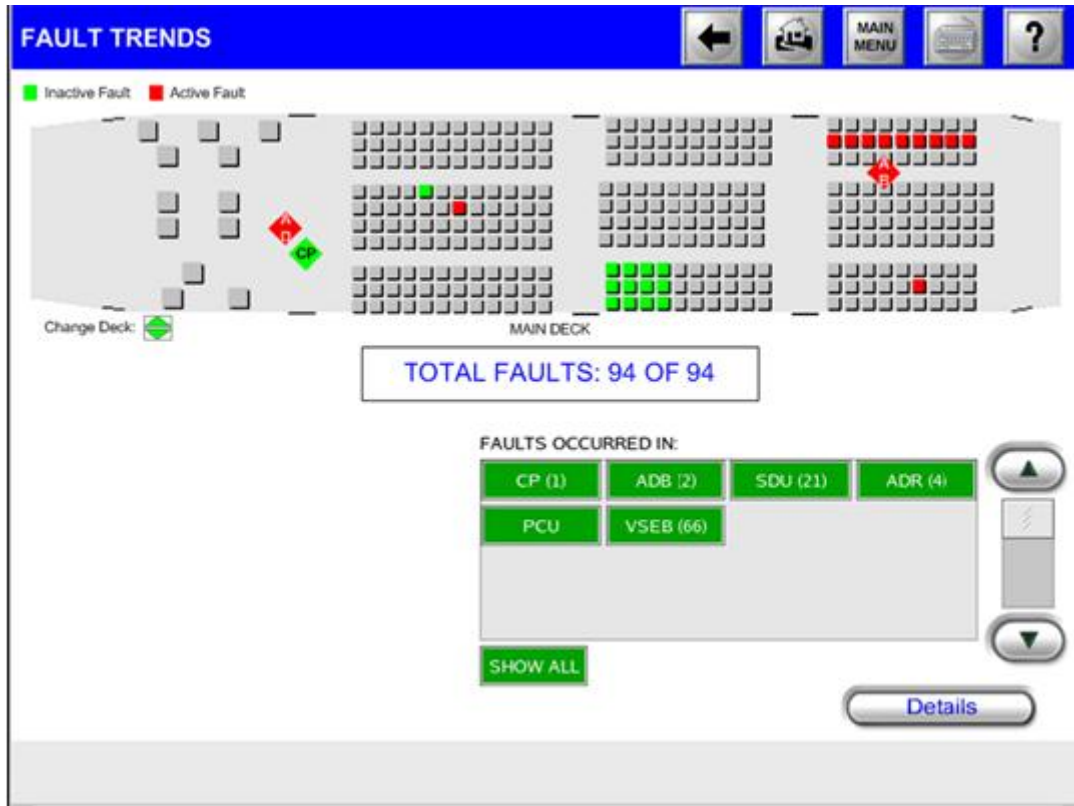 FAULT TRENDS
MAIN
MENU
?
Inactive Fault
Active Fault
A
B
A
D
CP
Change Deck:
MAIN DECK
TOTAL FAULTS: 94 OF 94
FAULTS OCCURRED IN:
CP (1)
ADB (2)
SDU (21)
ADR (4)
PCU
VSEB (66)
SHOW ALL
Details